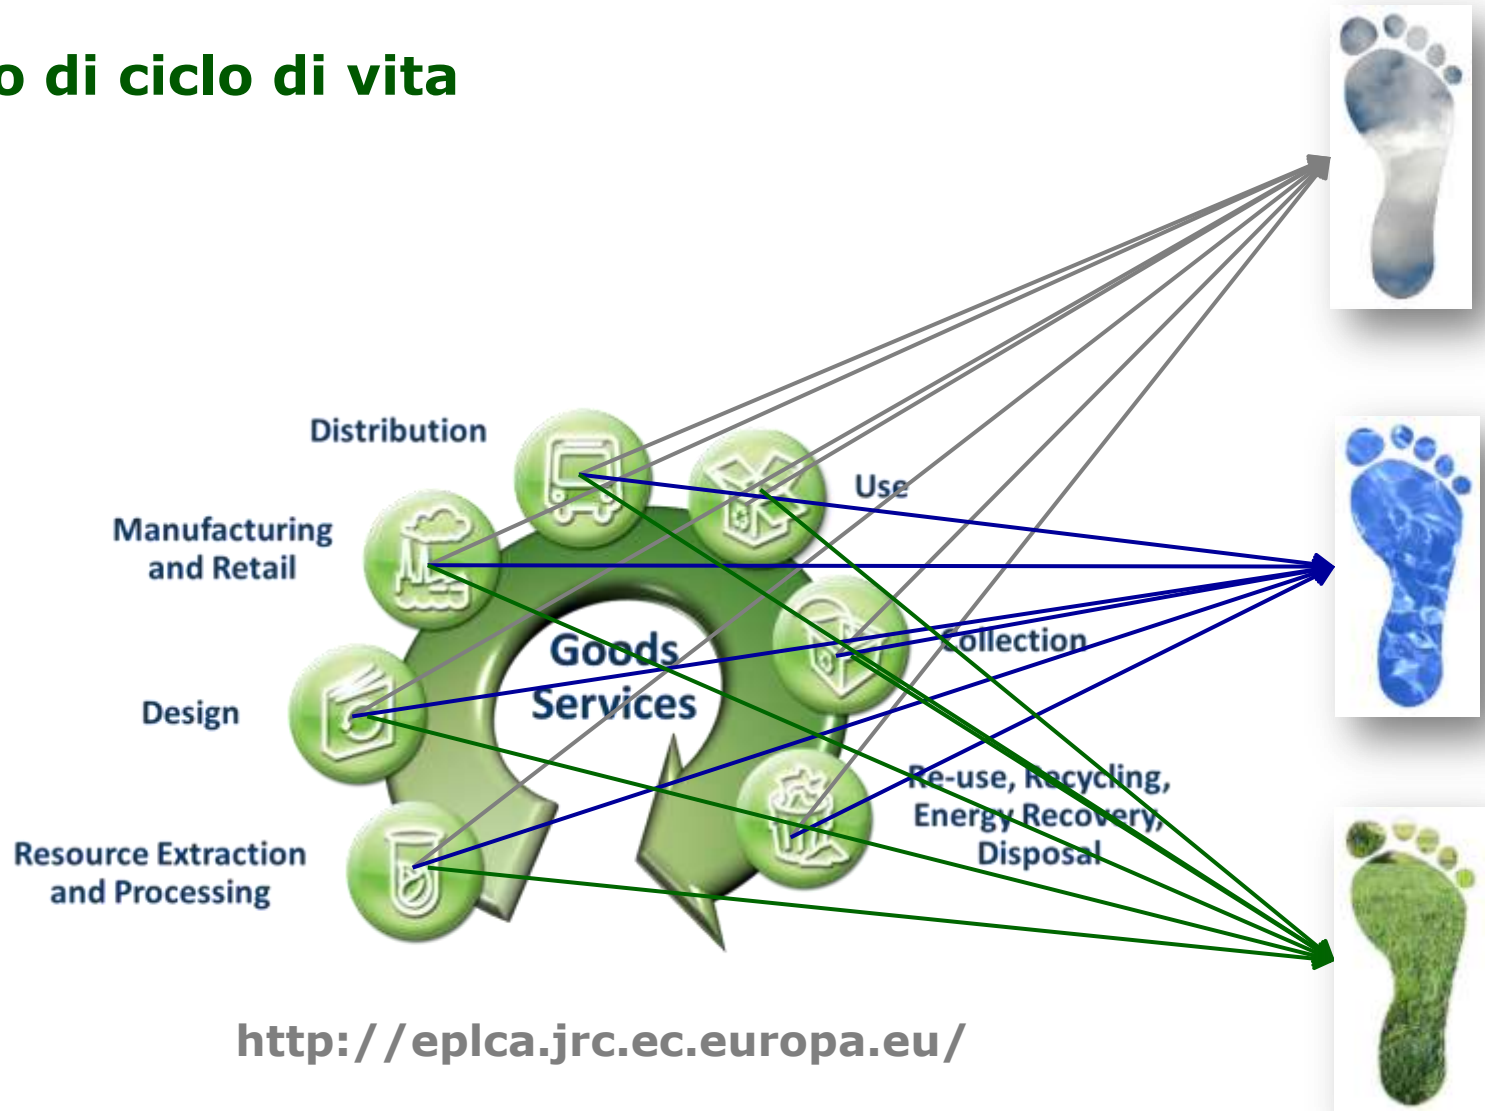 o di ciclo di vita
Distribution
Use
Manufacturing
and Retail
Goods
Services
Collection
Design
Re-use, Recycling,
Energy Recovery,
Disposal
Resource Extraction
and Processing
http://eplca.jrc.ec.europa.eu/